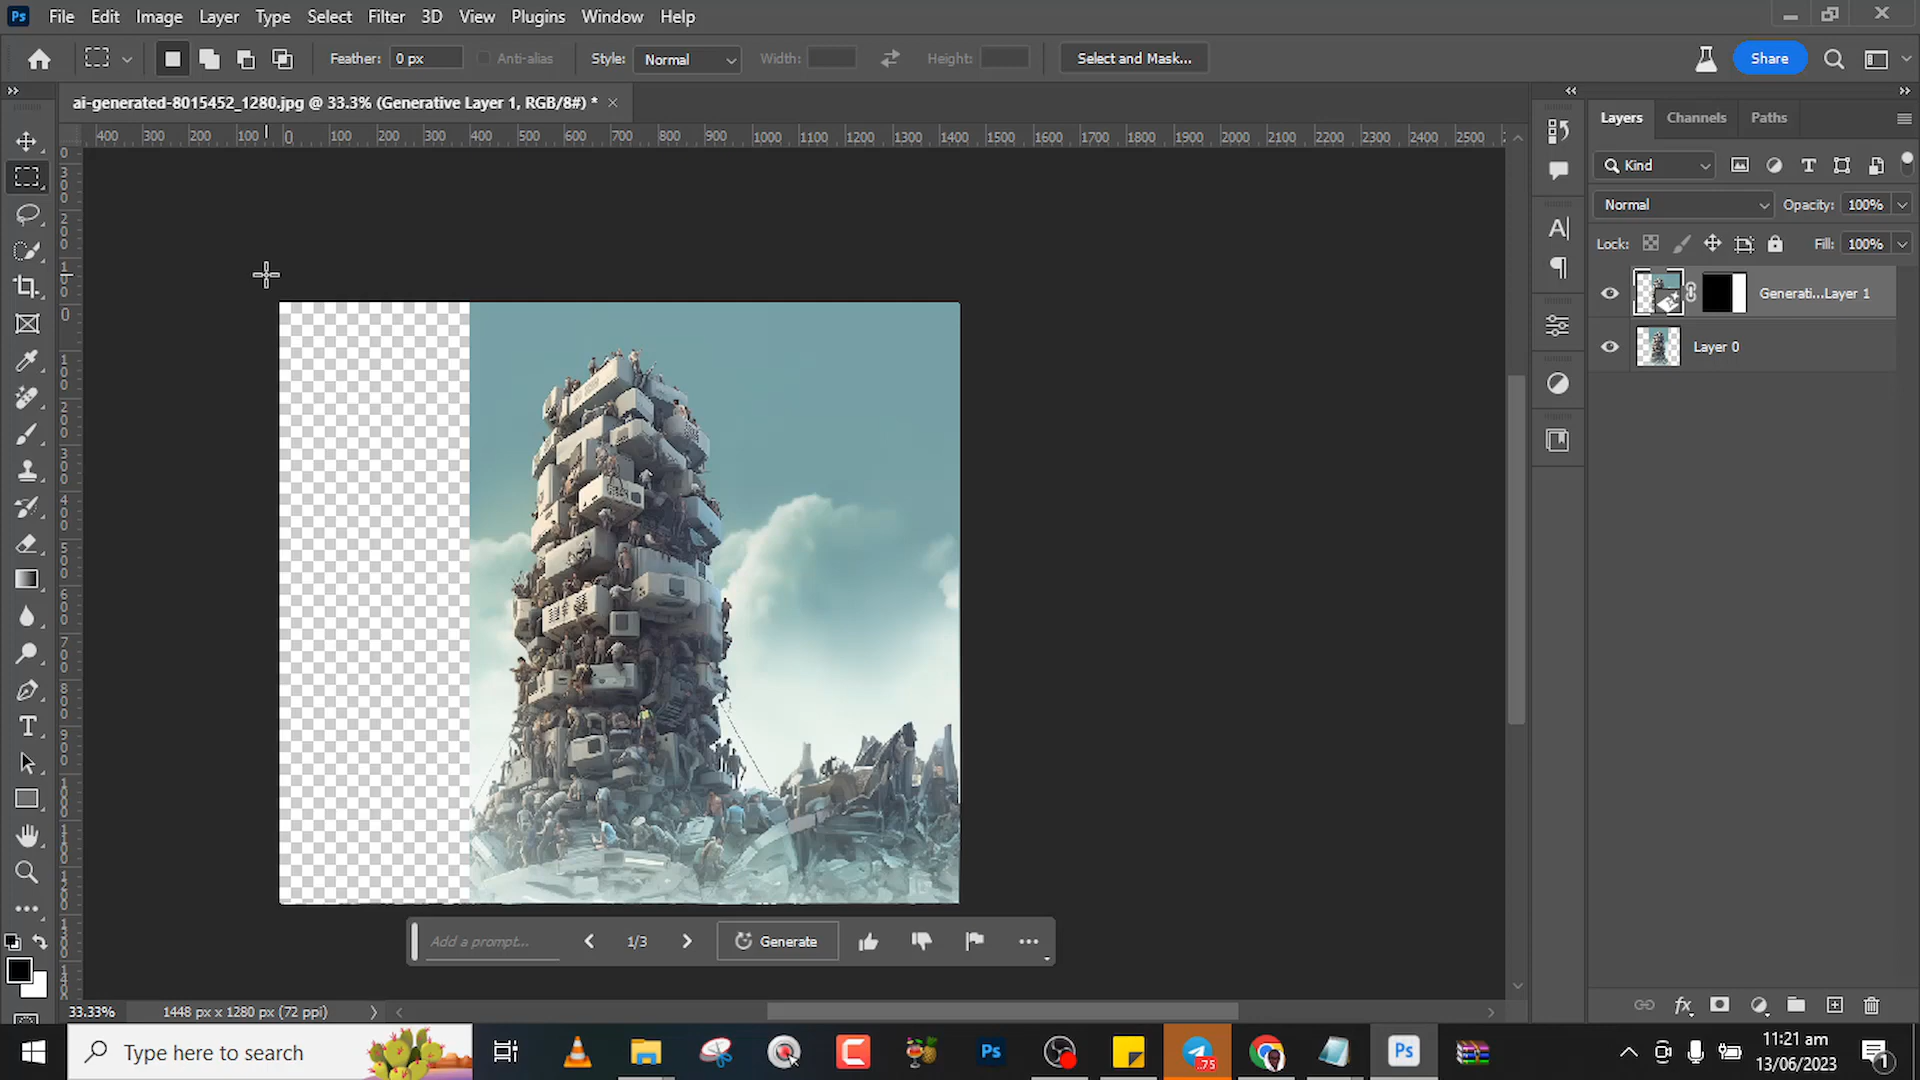 Ps File Edit Image Layer Type Select Filter 3D View Plugins Window Help
Feather: 0 px Anti-alias Style: Normal Width: Height: Select and Mask... Share
ai-generated-8015452_1280.jpg @ 33.3% (Generative Layer 1, RGB/8#) * ×
400 300 200 100 0 100 200 300 400 500 600 700 800 900 1000 1100 1200 1300 1400 1500 1600 1700 1800 1900 2000 2100 2200 2300 2400 2500
Layers Channels Paths
Kind
Normal Opacity: 100%
Lock: Fill: 100%
Generati...Layer 1
Layer 0
Add a prompt... 1/3 Generate
33.33% 1448 px x 1280 px (72 ppi)
Type here to search
Ps
..75
Ps
11:21 am
13/06/2023
1